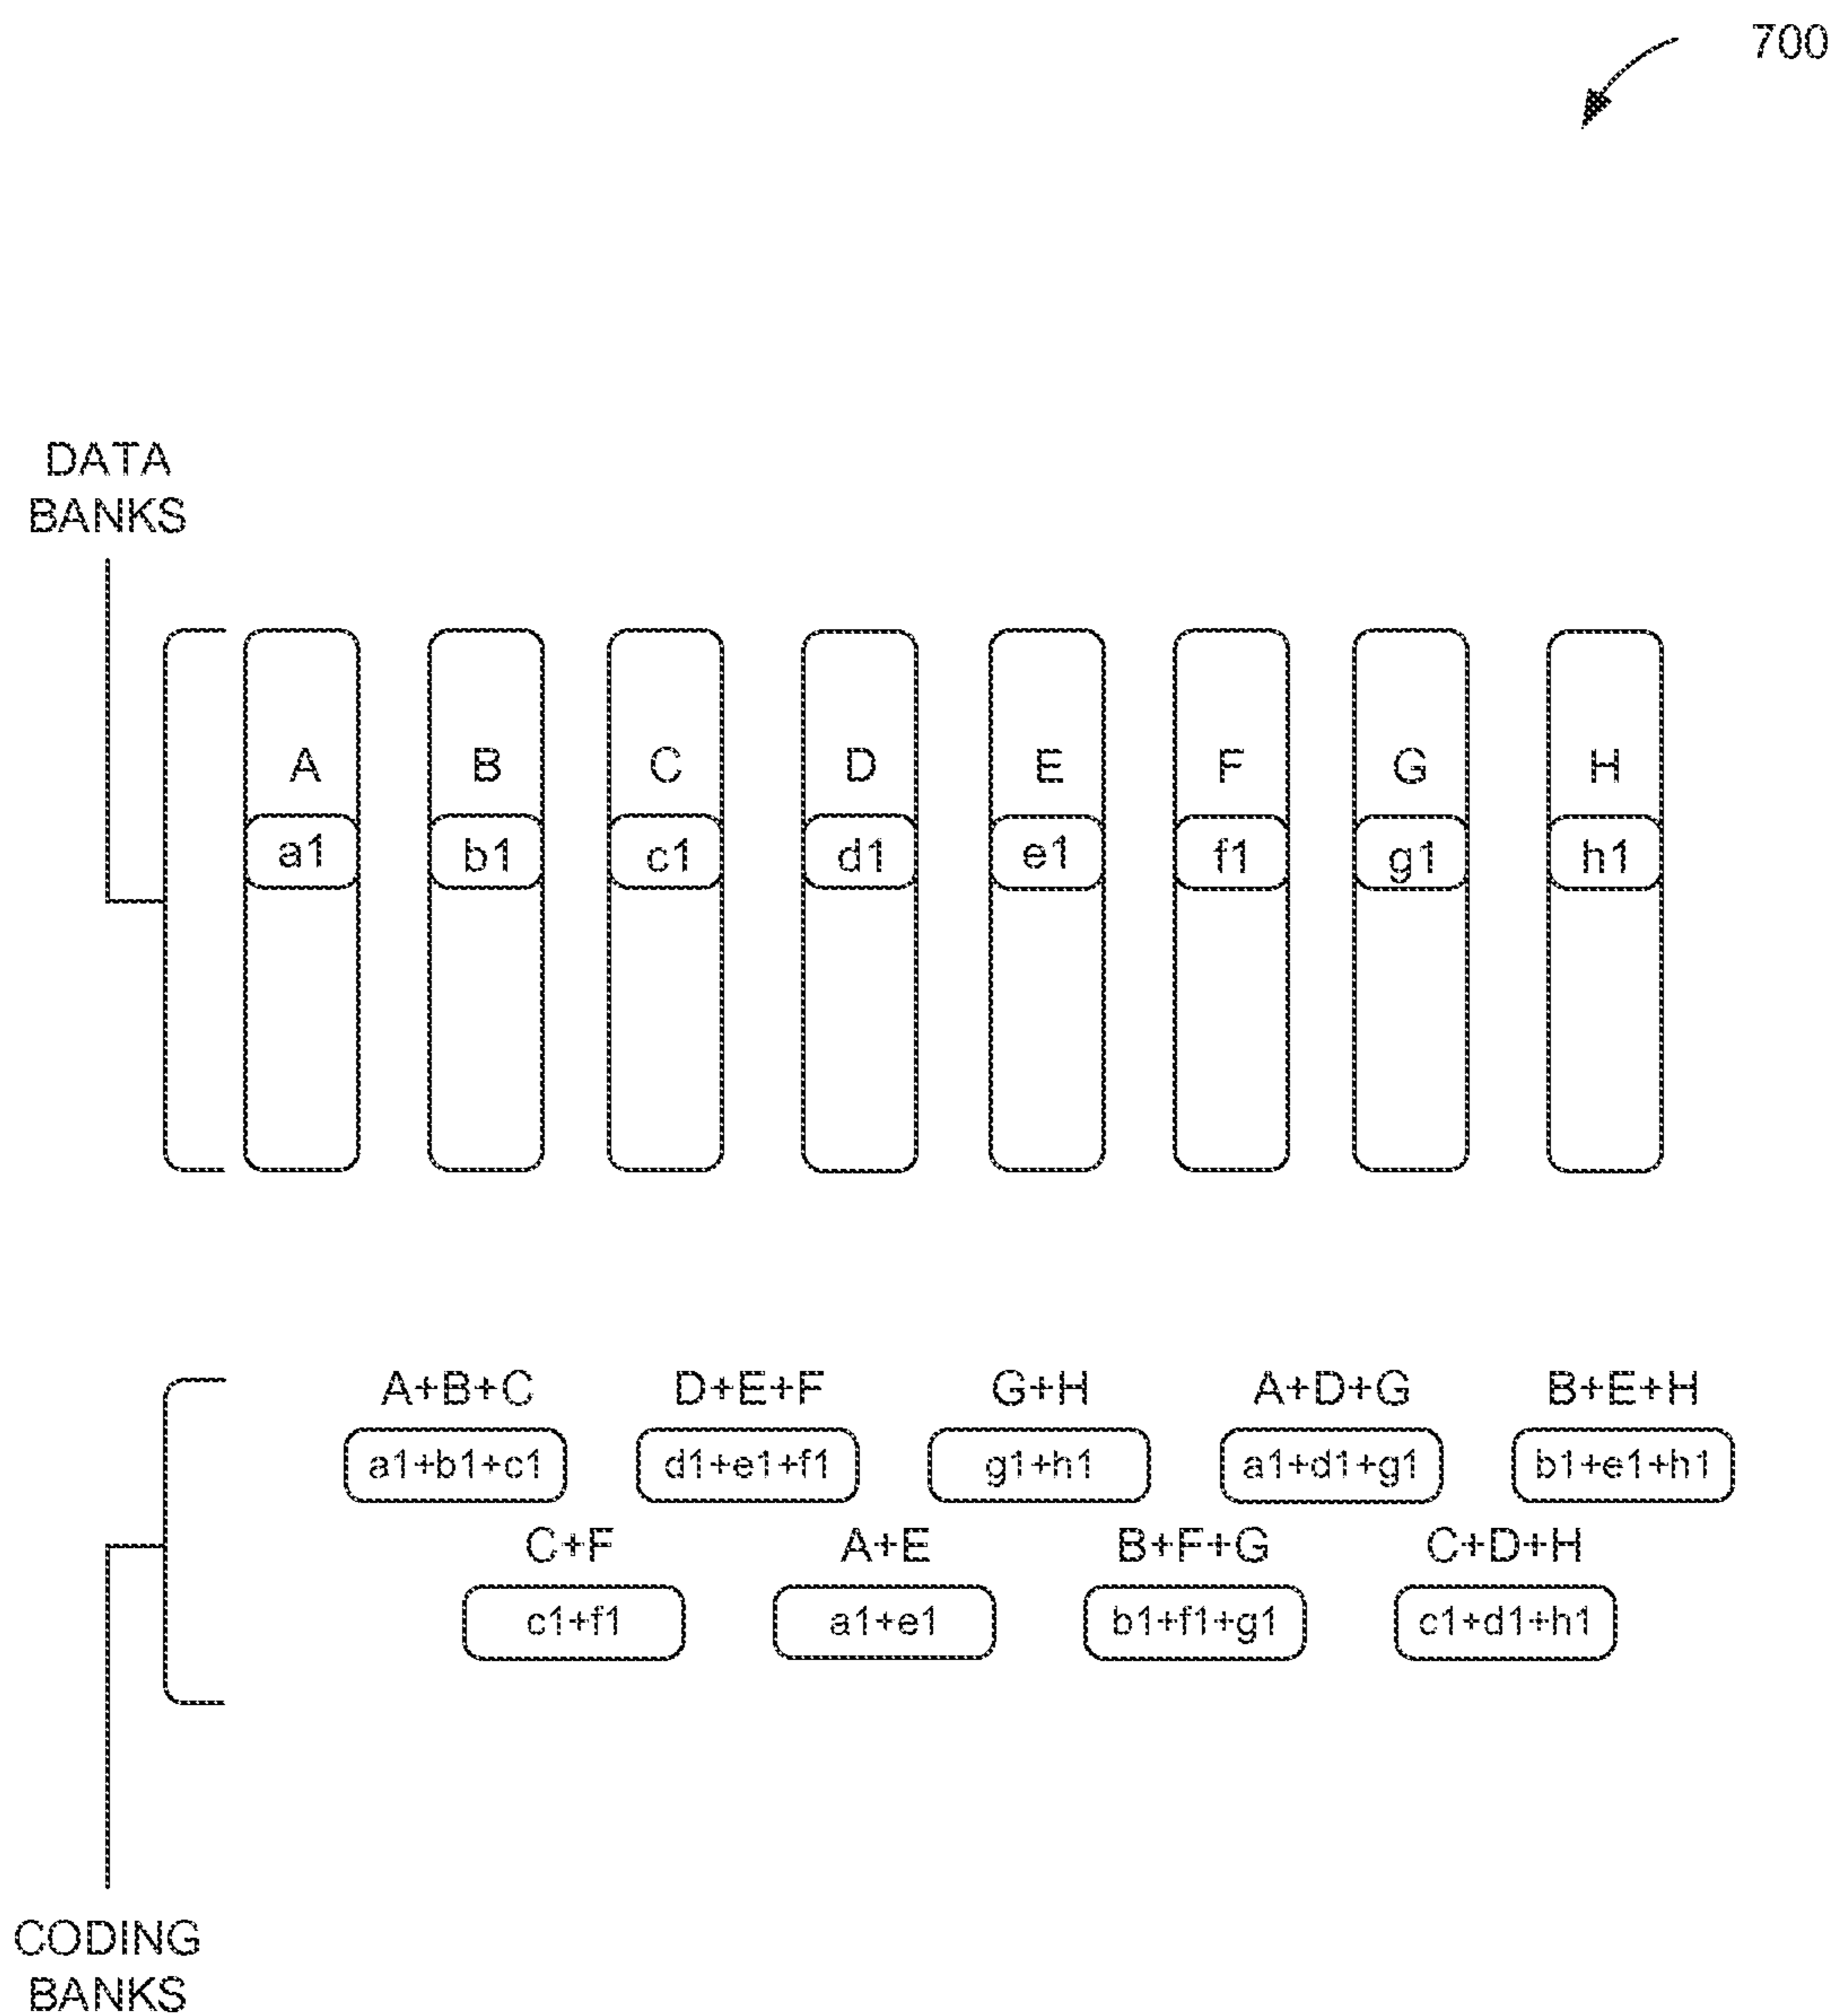 700
DATA
BANKS
A B C D E F G H
a1 b1 c1 d1 e1 f1 g1 h1
A+B+C D+E+F G+H A+D+G B+E+H
a1+b1+c1 d1+e1+f1 g1+h1 a1+d1+g1 b1+e1+h1
C+F A+E B+F+G C+D+H
c1+f1 a1+e1 b1+f1+g1 c1+d1+h1
CODING
BANKS